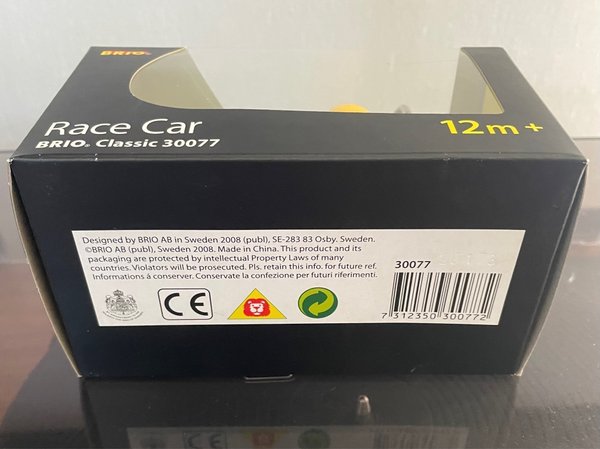 BRIO®
Race Car
BRIO® Classic 30077
12m+
Designed by BRIO AB in Sweden 2008 (publ), SE-283 83 Osby. Sweden.
©BRIO AB (publ), Sweden 2008. Made in China. This product and its
packaging are protected by intellectual Property Laws of many
countries. Violators will be prosecuted. Pls. retain this info. for future ref.
Informations á conserver. Conservate la confezione per futuri riferimenti.
CE
30077
7 312350 300772